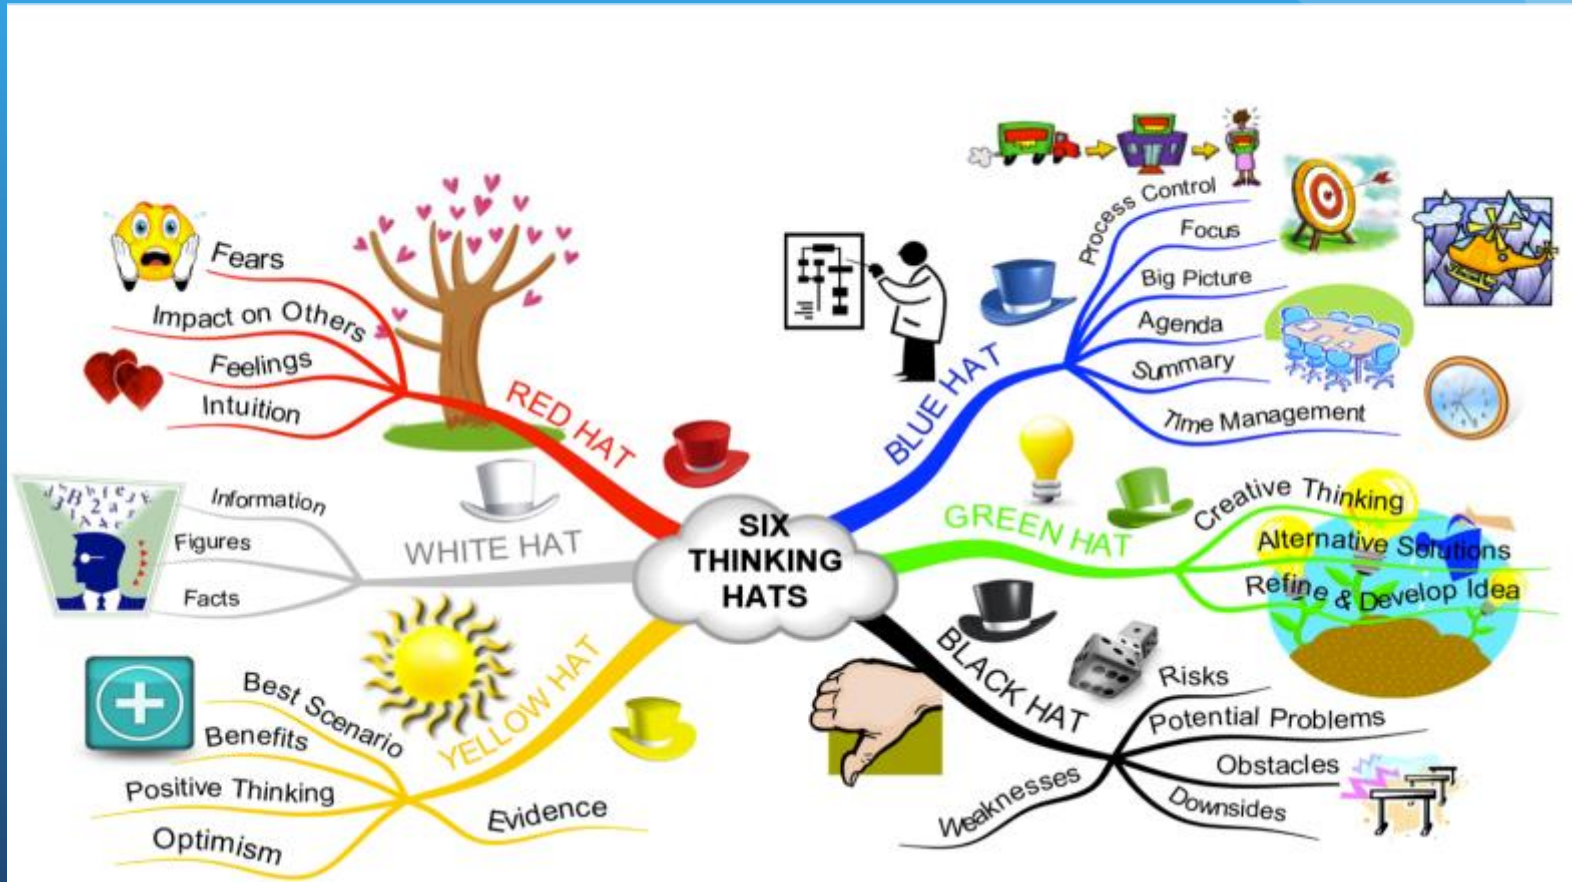 SIX
THINKING
HATS
BLUE HAT
Process Control
Focus
Big Picture
Agenda
Summary
Time Management
GREEN HAT
Creative Thinking
Alternative Solutions
Refine & Develop Idea
BLACK HAT
Risks
Potential Problems
Obstacles
Downsides
Weaknesses
YELLOW HAT
Evidence
Optimism
Positive Thinking
Benefits
Best Scenario
WHITE HAT
Information
Figures
Facts
RED HAT
Fears
Impact on Others
Feelings
Intuition